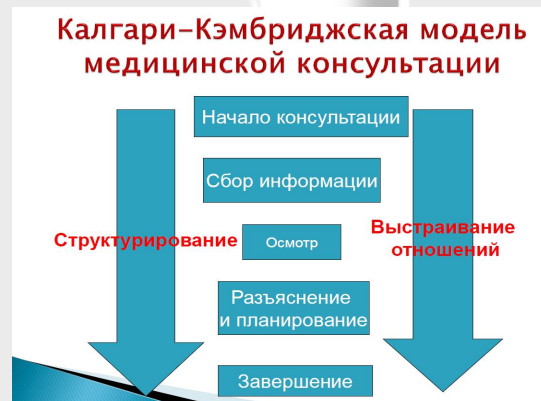 Калгари-Кэмбриджская модель
медицинской консультации
Начало консультации
Сбор информации
Структурирование
Осмотр
Выстраивание
отношений
Разъяснение
и планирование
Завершение